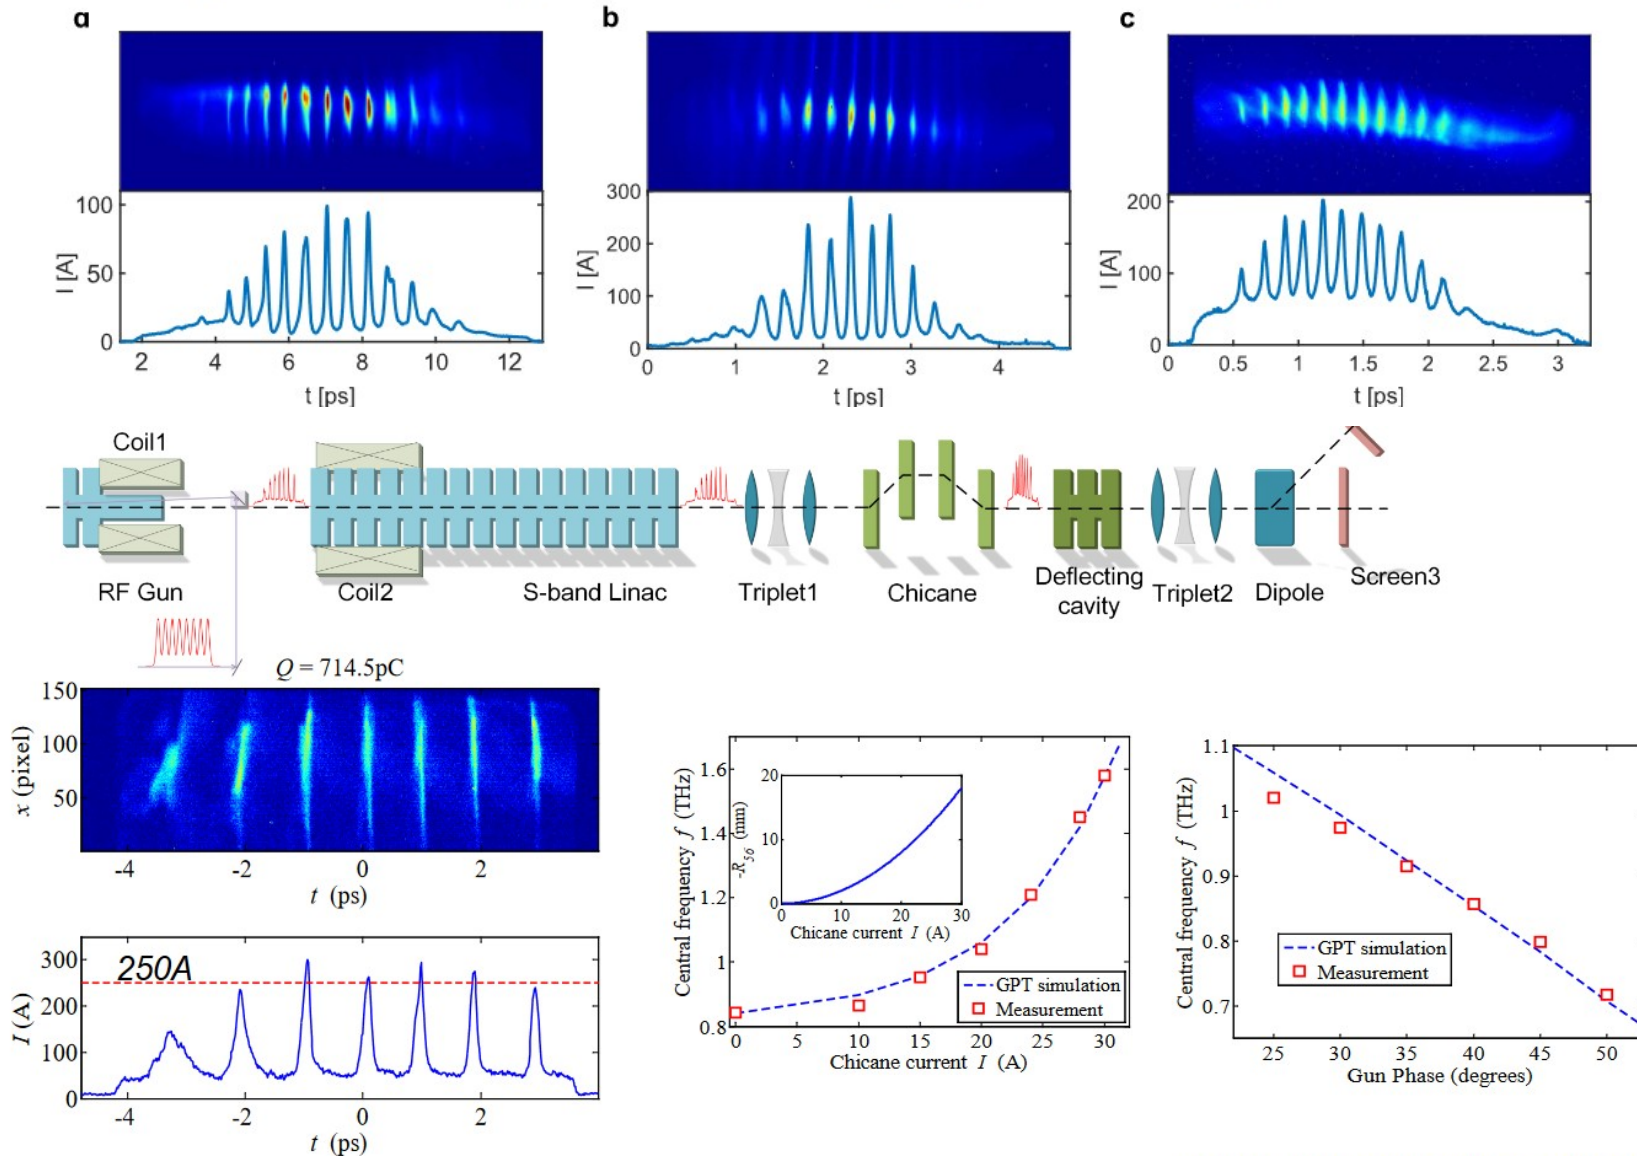 a
b
c
I [A]
100
50
0
2 4 6 8 10 12
t [ps]
I [A]
300
200
100
0
0 1 2 3 4
t [ps]
I [A]
200
100
0
0 0.5 1 1.5 2 2.5 3
t [ps]
Coil1
RF Gun
Coil2
S-band Linac
Triplet1
Chicane
Deflecting
cavity
Triplet2
Dipole
Screen3
Q = 714.5pC
x (pixel)
150
100
50
-4 -2 0 2
t (ps)
I (A)
300
200
100
0
250A
-4 -2 0 2
t (ps)
Central frequency f (THz)
1.6
1.4
1.2
1
0.8
0 5 10 15 20 25 30
Chicane current I (A)
-R56 (mm)
20
10
0
0 10 20 30
Chicane current I (A)
GPT simulation
Measurement
Central frequency f (THz)
1.1
1
0.9
0.8
0.7
25 30 35 40 45 50
Gun Phase (degrees)
GPT simulation
Measurement